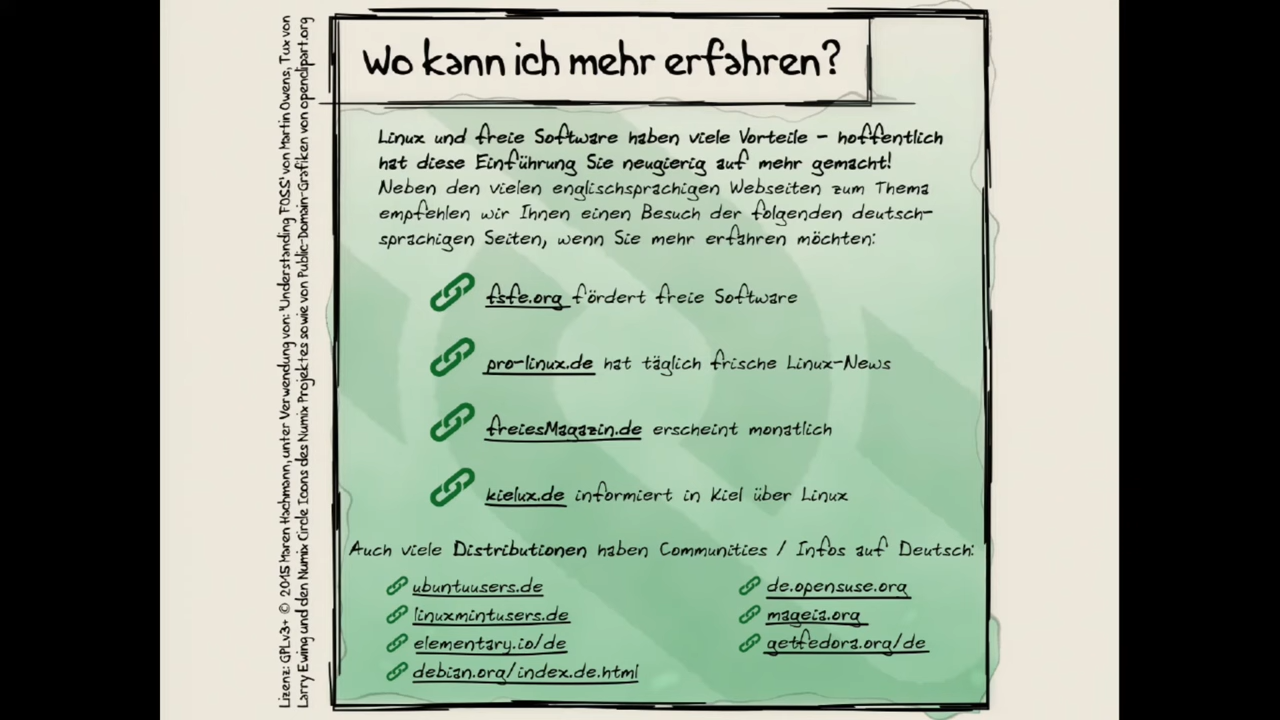 Wo kann ich mehr erfahren?
Linux und freie Software haben viele Vorteile - hoffentlich
hat diese Einführung Sie neugierig auf mehr gemacht!
Neben den vielen englischsprachigen Webseiten zum Thema
empfehlen wir Ihnen einen Besuch der folgenden deutsch-
sprachigen Seiten, wenn Sie mehr erfahren möchten:
fsfe.org fördert freie Software
pro-linux.de hat täglich frische Linux-News
freiesMagazin.de erscheint monatlich
kielux.de informiert in Kiel über Linux
Auch viele Distributionen haben Communities / Infos auf Deutsch:
ubuntuusers.de
linuxmintusers.de
elementary.io/de
debian.org/index.de.html
de.opensuse.org
mageia.org
getfedora.org/de
Lizenz: GPLv3+ © 2015 Maren Hachmann, unter Verwendung von: 'Understanding FOSS' von Martin Owens, Tux von
Larry Ewing und den Numix Circle Icons des Numix Projektes sowie von Public-Domain-Grafiken von openclipart.org